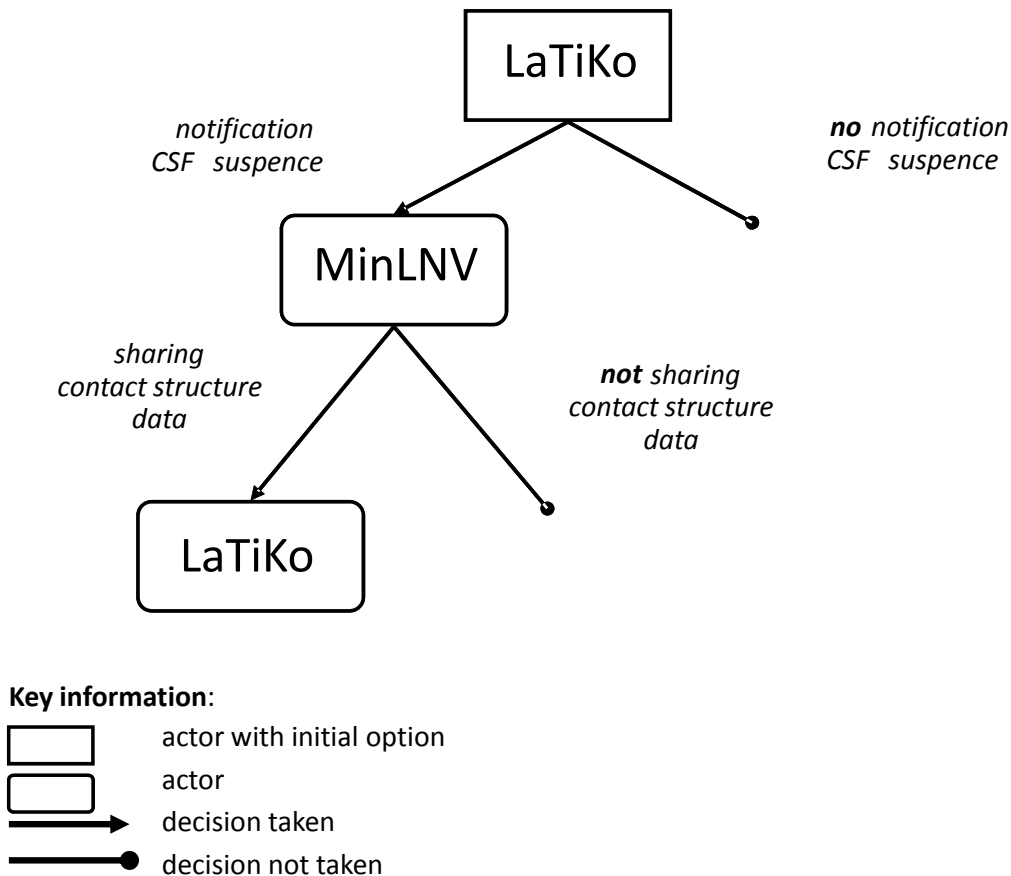 LaTiKo
notification
CSF suspence
no notification
CSF suspence
MinLNV
sharing
contact structure
data
not sharing
contact structure
data
LaTiKo
Key information:
actor with initial option
actor
decision taken
decision not taken